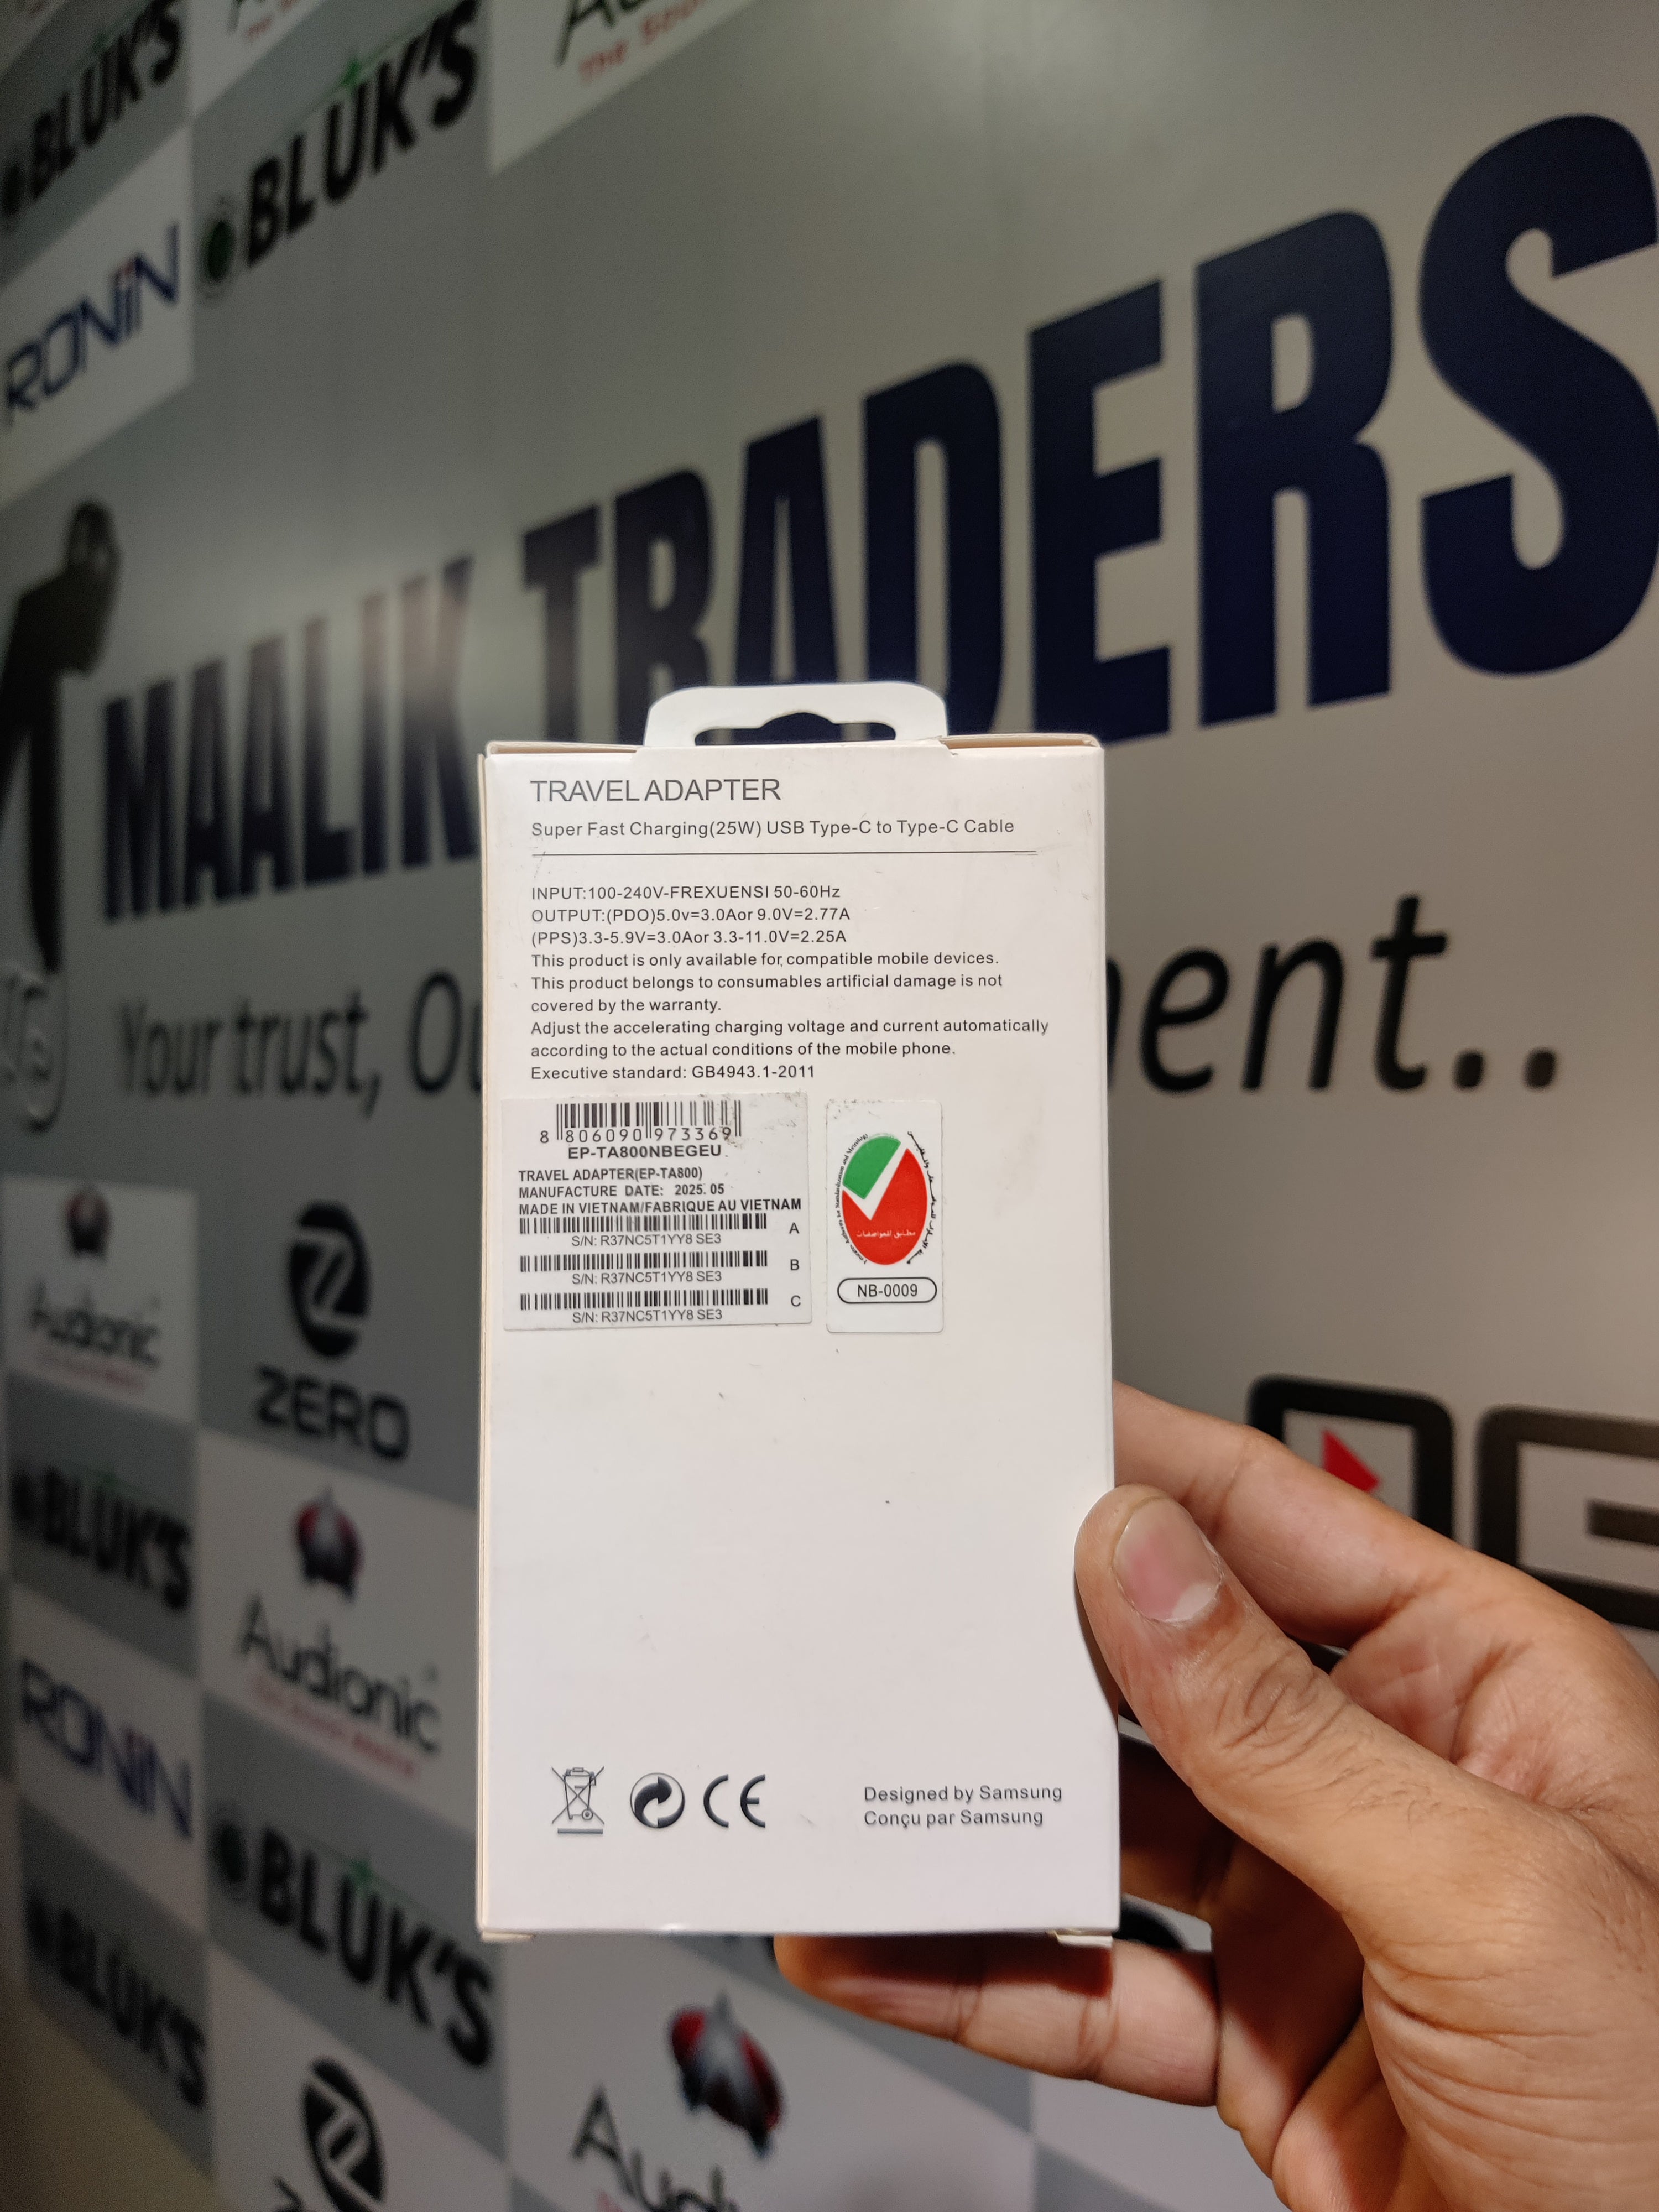 BLUK'S
BLUK'S
The So
RONiN
MAALIK TRADERS
Your trust, Ou
ent..
TRAVEL ADAPTER
Super Fast Charging(25W) USB Type-C to Type-C Cable
INPUT:100-240V-FREXUENSI 50-60Hz
OUTPUT:(PDO)5.0v=3.0Aor 9.0V=2.77A
(PPS)3.3-5.9V=3.0Aor 3.3-11.0V=2.25A
This product is only available for compatible mobile devices.
This product belongs to consumables artificial damage is not
covered by the warranty.
Adjust the accelerating charging voltage and current automatically
according to the actual conditions of the mobile phone.
Executive standard: GB4943.1-2011
8 806090 973369
EP-TA800NBEGEU
TRAVEL ADAPTER(EP-TA800)
MANUFACTURE DATE: 2025.05
MADE IN VIETNAM/FABRIQUE AU VIETNAM
A
S/N: R37NC5T1YY8 SE3
B
S/N: R37NC5T1YY8 SE3
C
S/N: R37NC5T1YY8 SE3
مطابق للمواصفات
NB-0009
CE
Designed by Samsung
Conçu par Samsung
Audionic
ZERO
BLUK'S
Audionic
RONiN
BLUK'S
BLUK'S
Audi